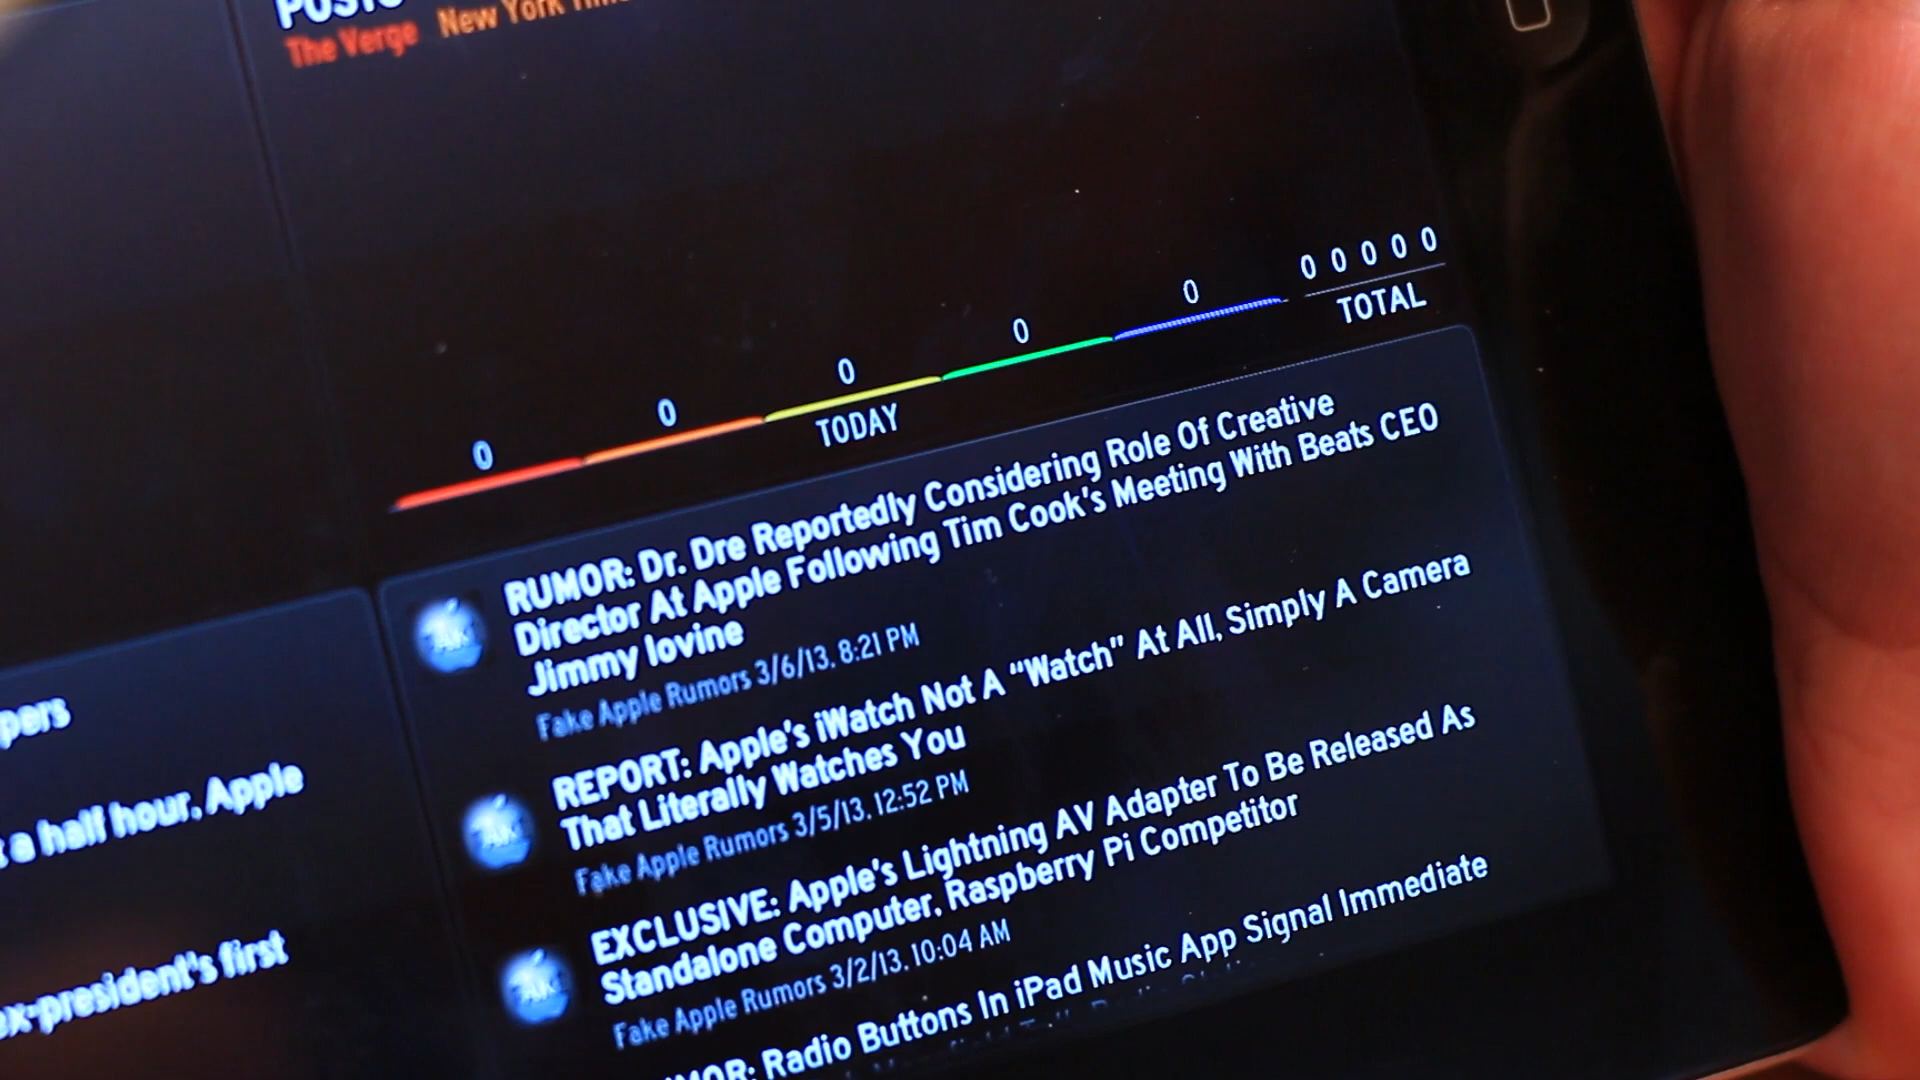 The Verge New York
0 0 0 0 0 0 0 0 0 0
TODAY
TOTAL
RUMOR: Dr. Dre Reportedly Considering Role Of Creative
Director At Apple Following Tim Cook's Meeting With Beats CEO
Jimmy Iovine
Fake Apple Rumors 3/6/13, 8:21 PM
REPORT: Apple's iWatch Not A “Watch” At All, Simply A Camera
That Literally Watches You
Fake Apple Rumors 3/5/13, 12:52 PM
EXCLUSIVE: Apple's Lightning AV Adapter To Be Released As
Standalone Computer, Raspberry Pi Competitor
Fake Apple Rumors 3/2/13, 10:04 AM
Radio Buttons In iPad Music App Signal Immediate
pers
a half hour, Apple
ex-president's first